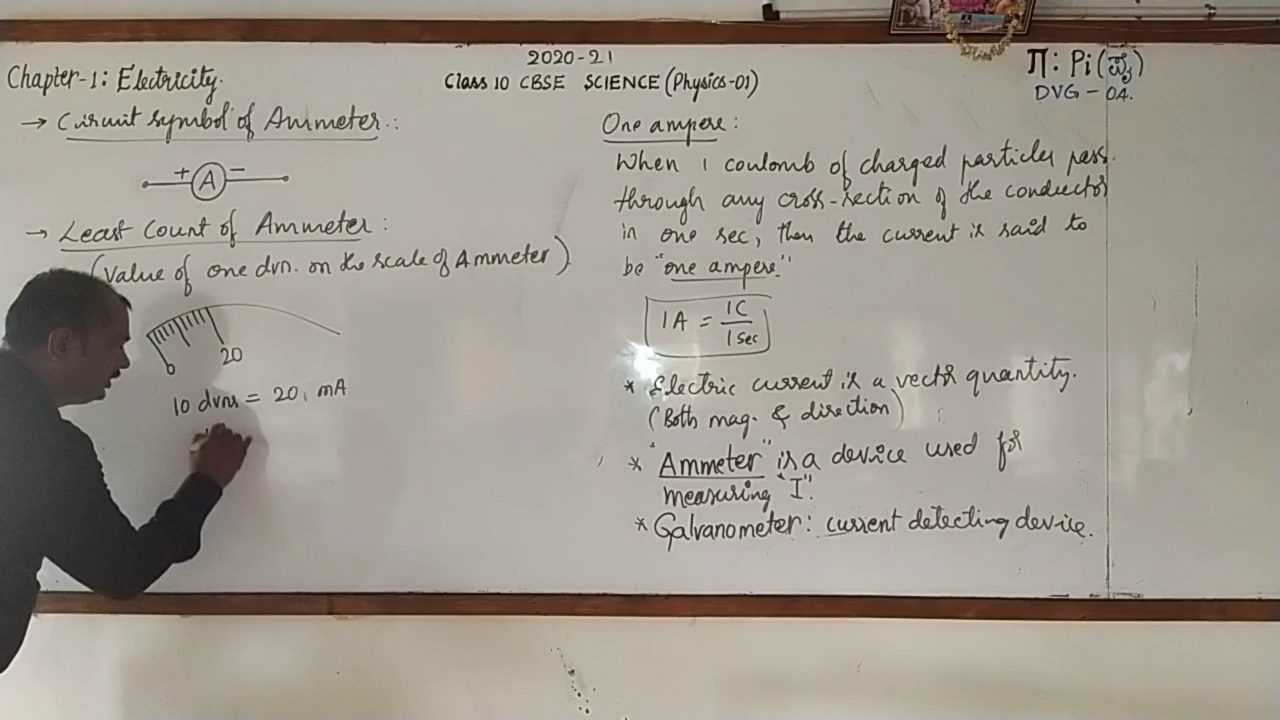 2020-21
Class 10 CBSE SCIENCE (Physics-01)
Π: Pi (ಪೈ)
DVG - 04.
Chapter-1: Electricity.
→ Circuit symbol of Ammeter:
+ A -
→ Least Count of Ammeter:
(Value of one dvn. on the scale of Ammeter)
0 20
10 dvns = 20, mA
One ampere:
When 1 coulomb of charged particles pass
through any cross-section of the conductor
in one sec, then the current is said to
be "one ampere."
1A = 1C / 1 sec
* Electric current is a vector quantity.
(Both mag. & direction)
* "Ammeter" is a device used for
measuring "I".
* Galvanometer: current detecting device.